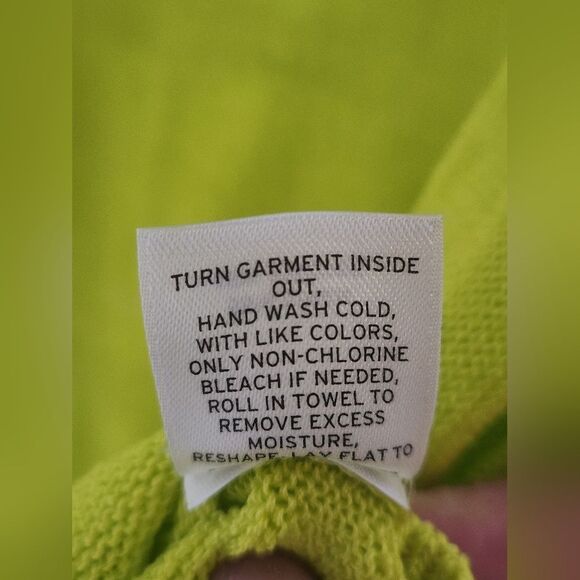 TURN GARMENT INSIDE
OUT,
HAND WASH COLD,
WITH LIKE COLORS,
ONLY NON-CHLORINE
BLEACH IF NEEDED,
ROLL IN TOWEL TO
REMOVE EXCESS
MOISTURE,
RESHAPE, LAY FLAT TO